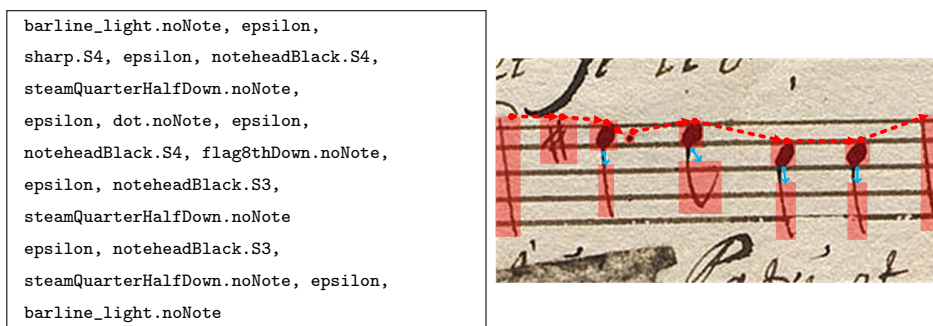 barline_light.noNote, epsilon,
sharp.S4, epsilon, noteheadBlack.S4,
steamQuarterHalfDown.noNote,
epsilon, dot.noNote, epsilon,
noteheadBlack.S4, flag8thDown.noNote,
epsilon, noteheadBlack.S3,
steamQuarterHalfDown.noNote
epsilon, noteheadBlack.S3,
steamQuarterHalfDown.noNote, epsilon,
barline_light.noNote